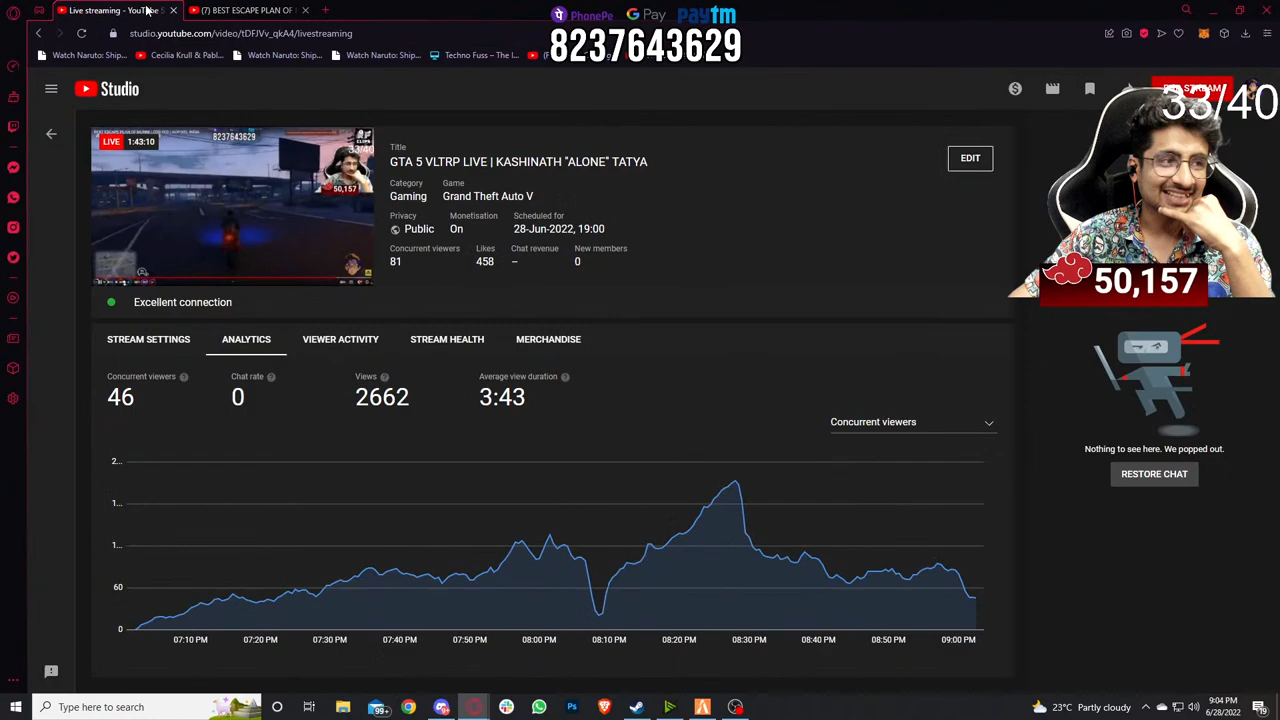 Live streaming - YouTube S
(7) BEST ESCAPE PLAN OF
PhonePe
G Pay
paytm
8237643629
studio.youtube.com/video/tDFJVv_qkA4/livestreaming
Watch Naruto: Ship...
Cecilia Krull & Pablo...
Watch Naruto: Ship...
Watch Naruto: Ship...
Techno Fuss – The l...
Studio
33/40
LIVE
1:43:10
8237643629
50,157
Title
GTA 5 VLTRP LIVE | KASHINATH "ALONE" TATYA
EDIT
Category
Game
Gaming
Grand Theft Auto V
Privacy
Monetisation
Scheduled for
Public
On
28-Jun-2022, 19:00
Concurrent viewers
Likes
Chat revenue
New members
81
458
–
0
50,157
Excellent connection
STREAM SETTINGS
ANALYTICS
VIEWER ACTIVITY
STREAM HEALTH
MERCHANDISE
Concurrent viewers
Chat rate
Views
Average view duration
46
0
2662
3:43
Concurrent viewers
Nothing to see here. We popped out.
RESTORE CHAT
2...
1...
1...
60
0
07:10 PM
07:20 PM
07:30 PM
07:40 PM
07:50 PM
08:00 PM
08:10 PM
08:20 PM
08:30 PM
08:40 PM
08:50 PM
09:00 PM
Type here to search
99+
23°C Partly cloudy
9:04 PM
6/28/2022
19